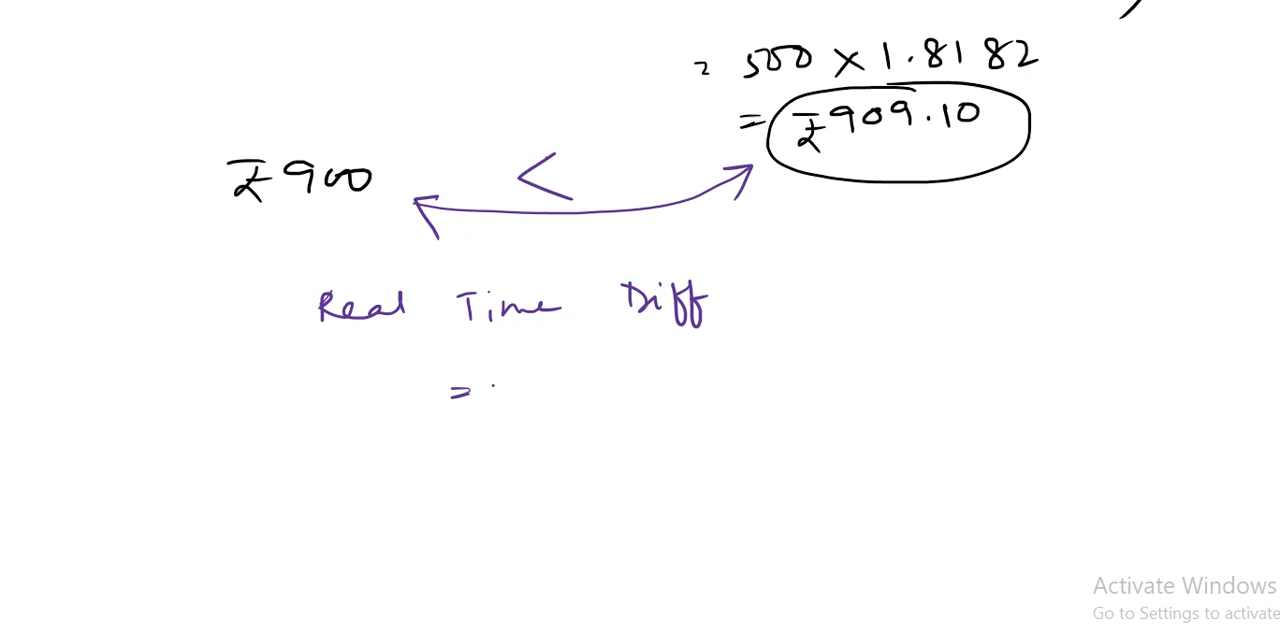 = 500 × 1.8182
= ₹909.10
₹900 <
Real Time Diff
=
Activate Windows
Go to Settings to activate